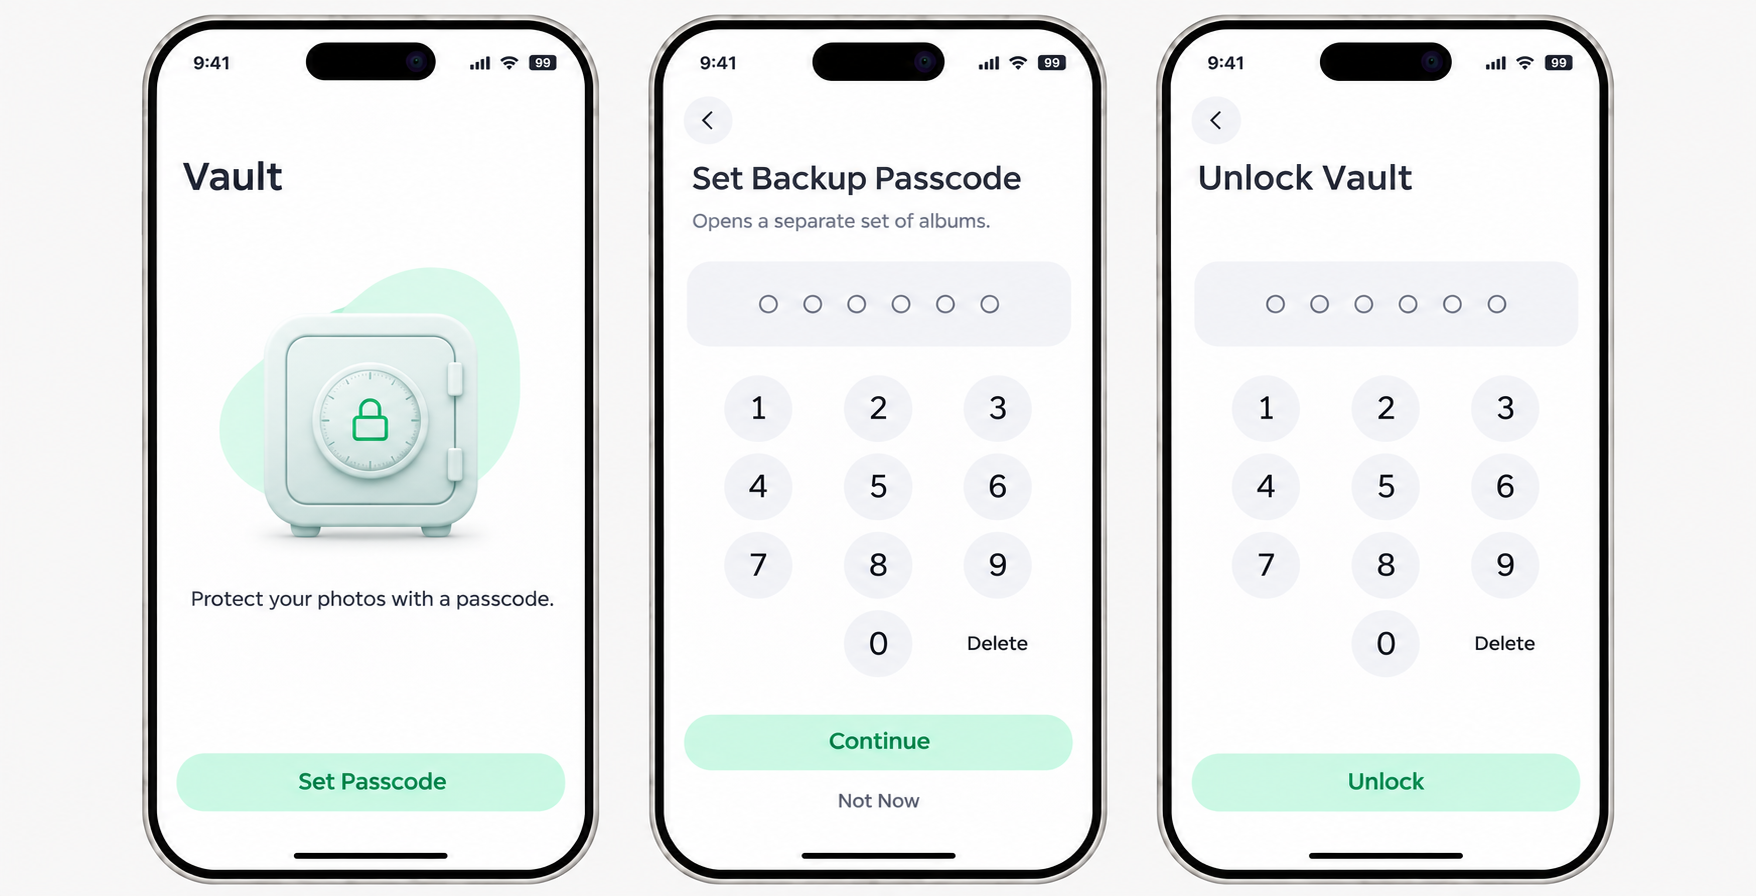 9:41
99
Vault
Protect your photos with a passcode.
Set Passcode
9:41
99
Set Backup Passcode
Opens a separate set of albums.
1 2 3
4 5 6
7 8 9
0 Delete
Continue
Not Now
9:41
99
Unlock Vault
1 2 3
4 5 6
7 8 9
0 Delete
Unlock